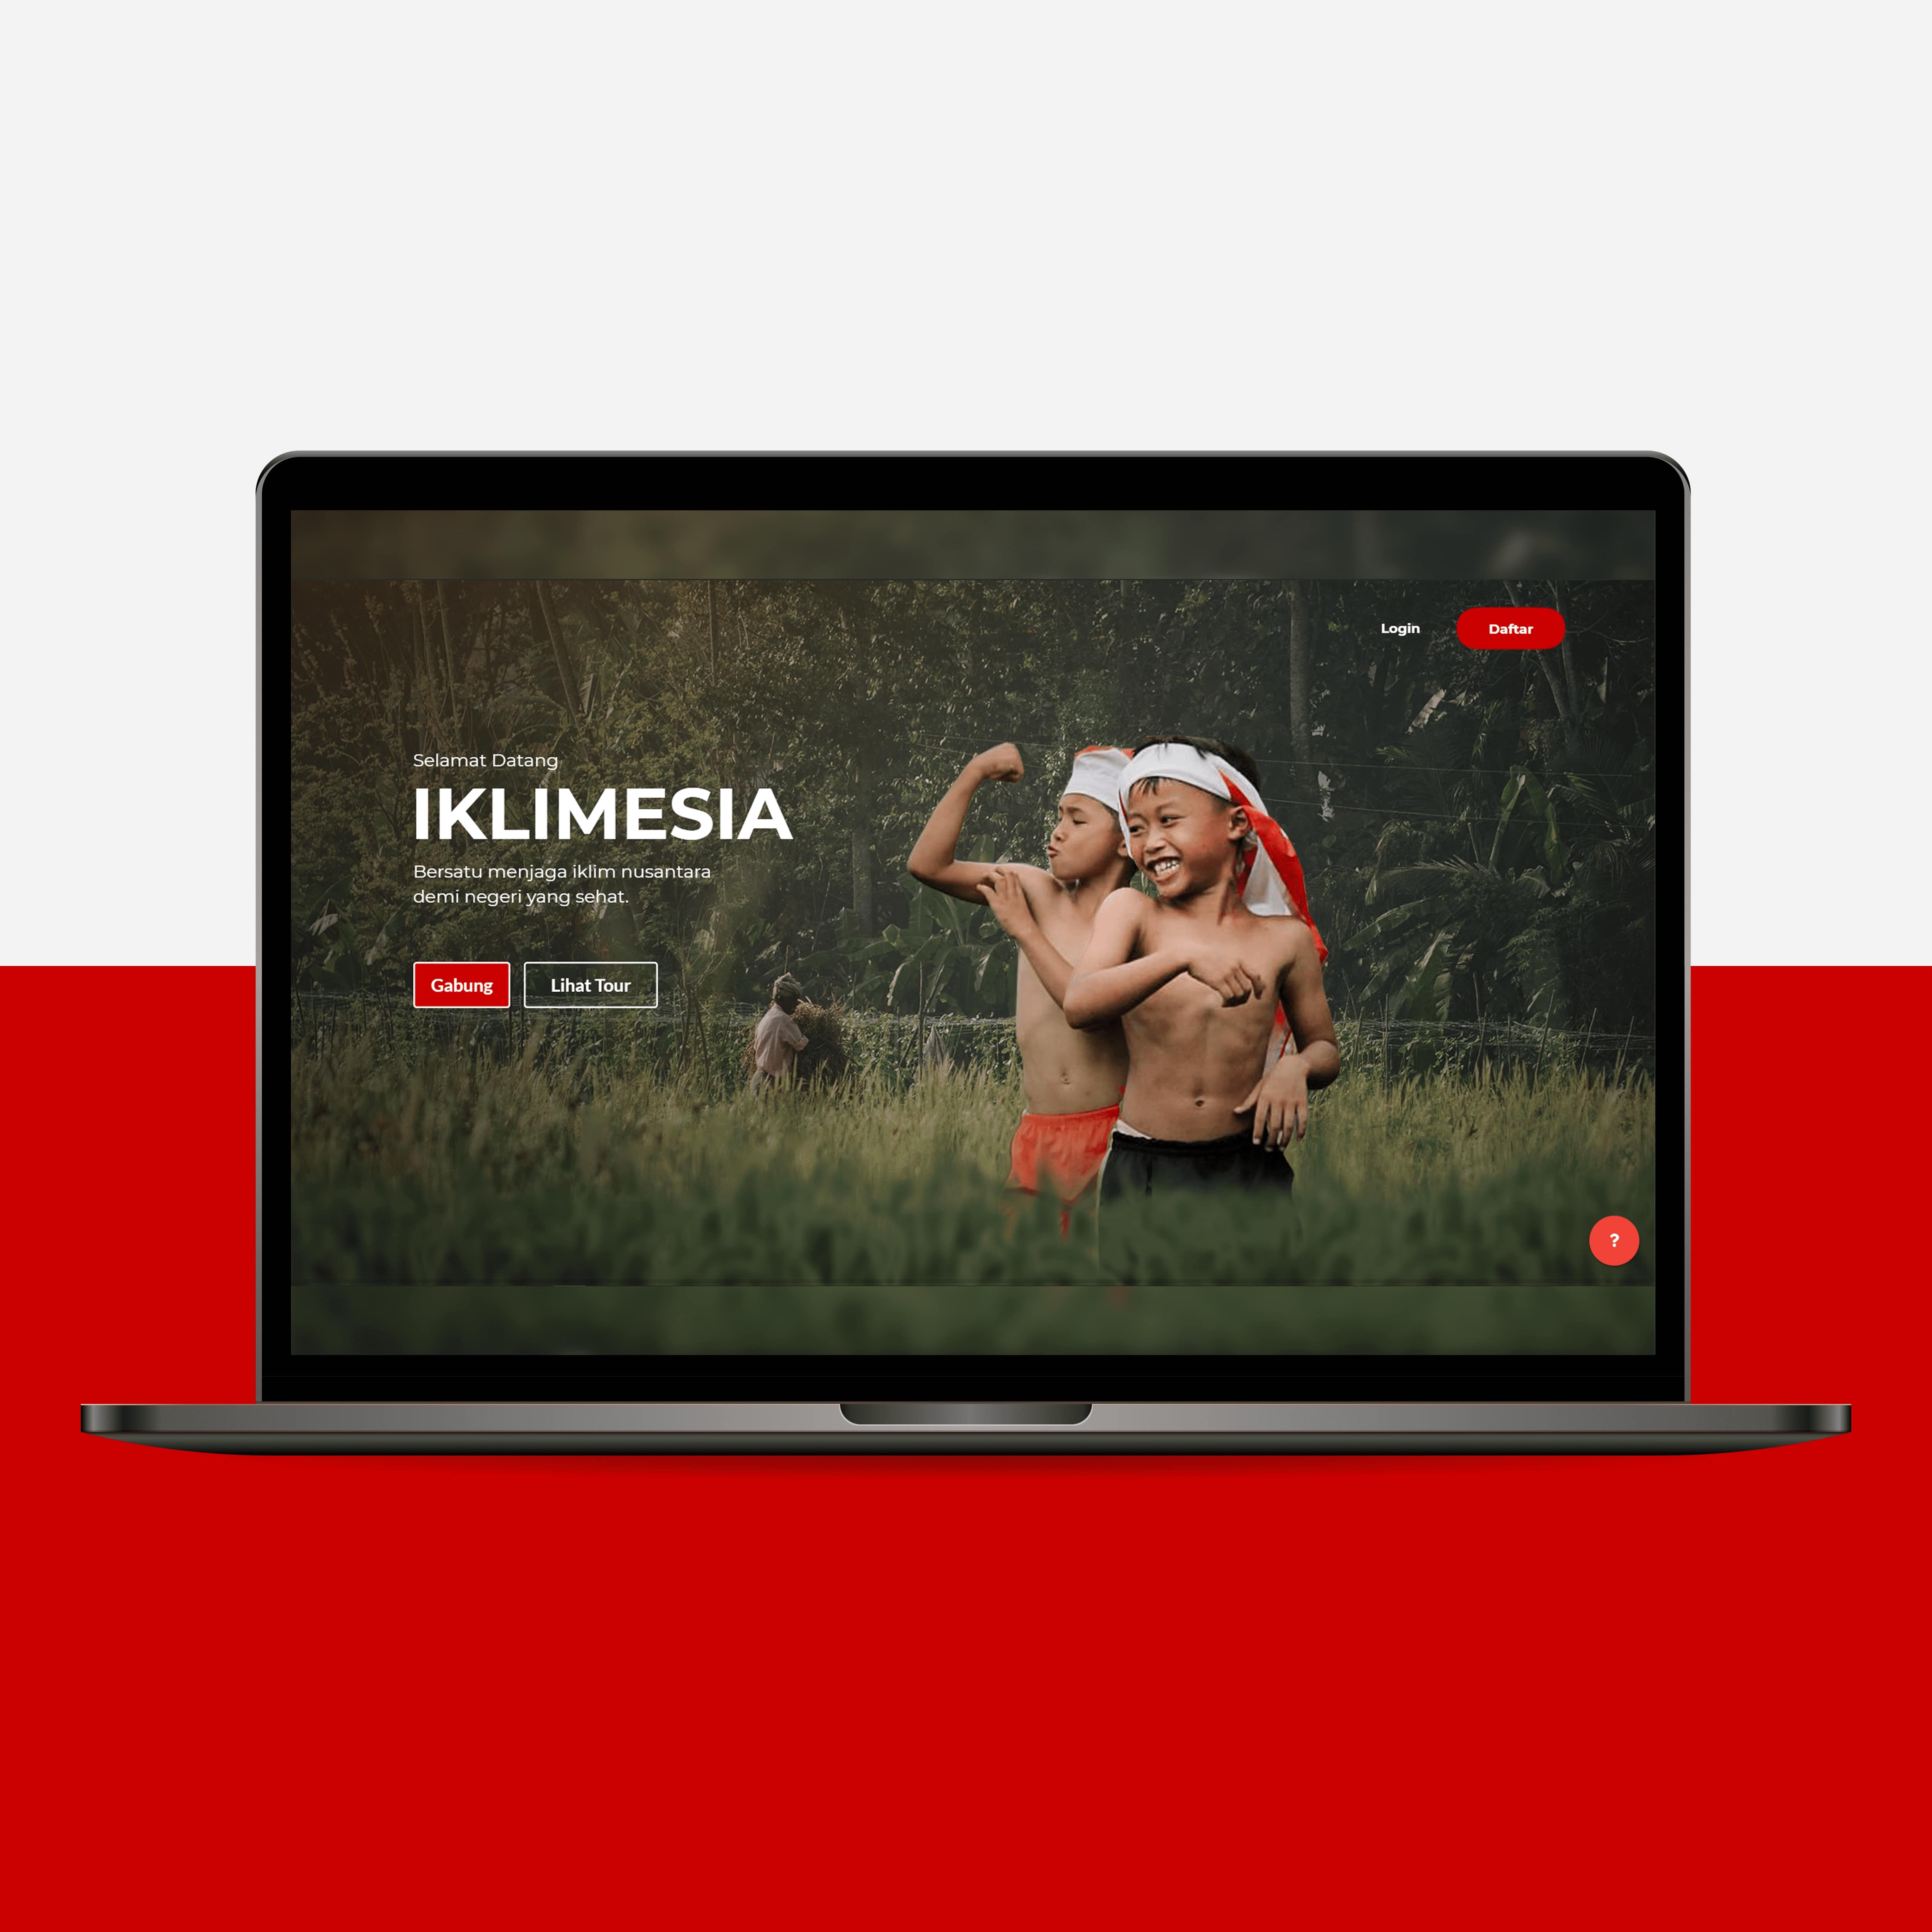 Login
Daftar
Selamat Datang
IKLIMESIA
Bersatu menjaga iklim nusantara
demi negeri yang sehat.
Gabung
Lihat Tour
?